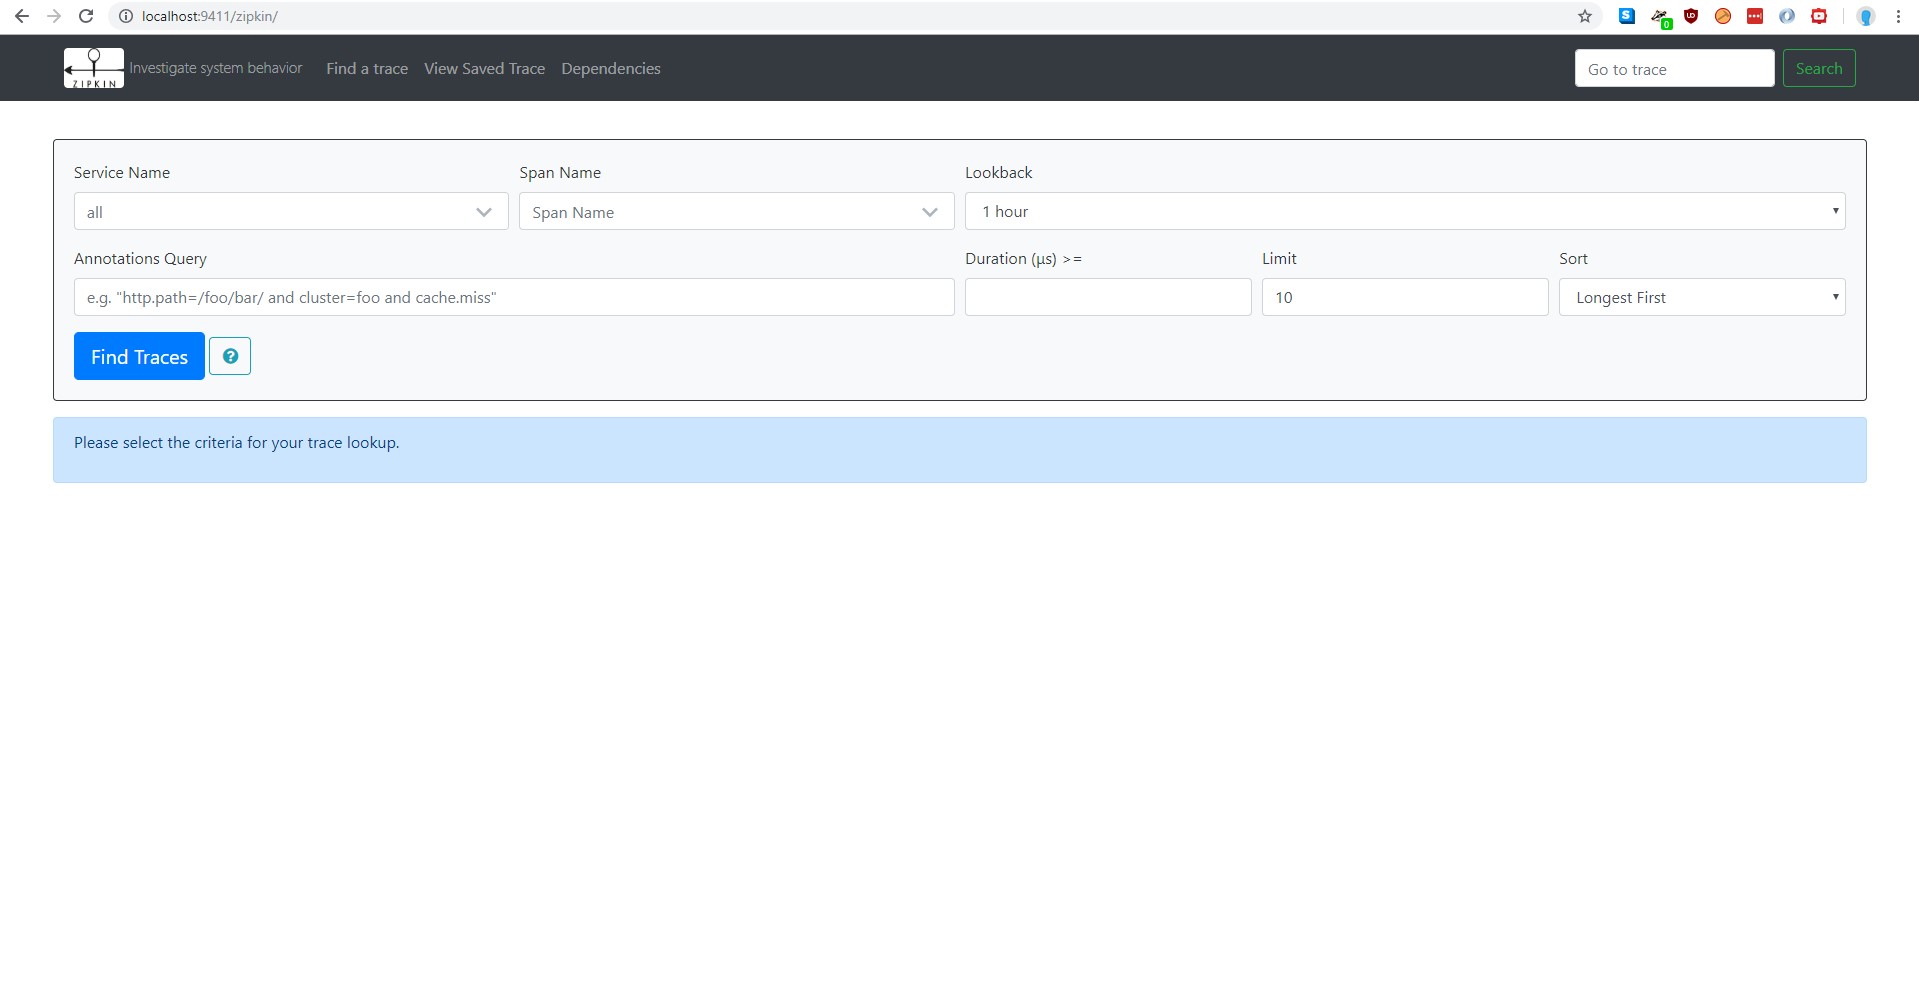 localhost:9411/zipkin/
0
ZIPKIN
Investigate system behavior Find a trace View Saved Trace Dependencies Go to trace Search
Service Name Span Name Lookback
all Span Name 1 hour
Annotations Query Duration (μs) >= Limit Sort
e.g. "http.path=/foo/bar/ and cluster=foo and cache.miss" 10 Longest First
Find Traces ?
Please select the criteria for your trace lookup.